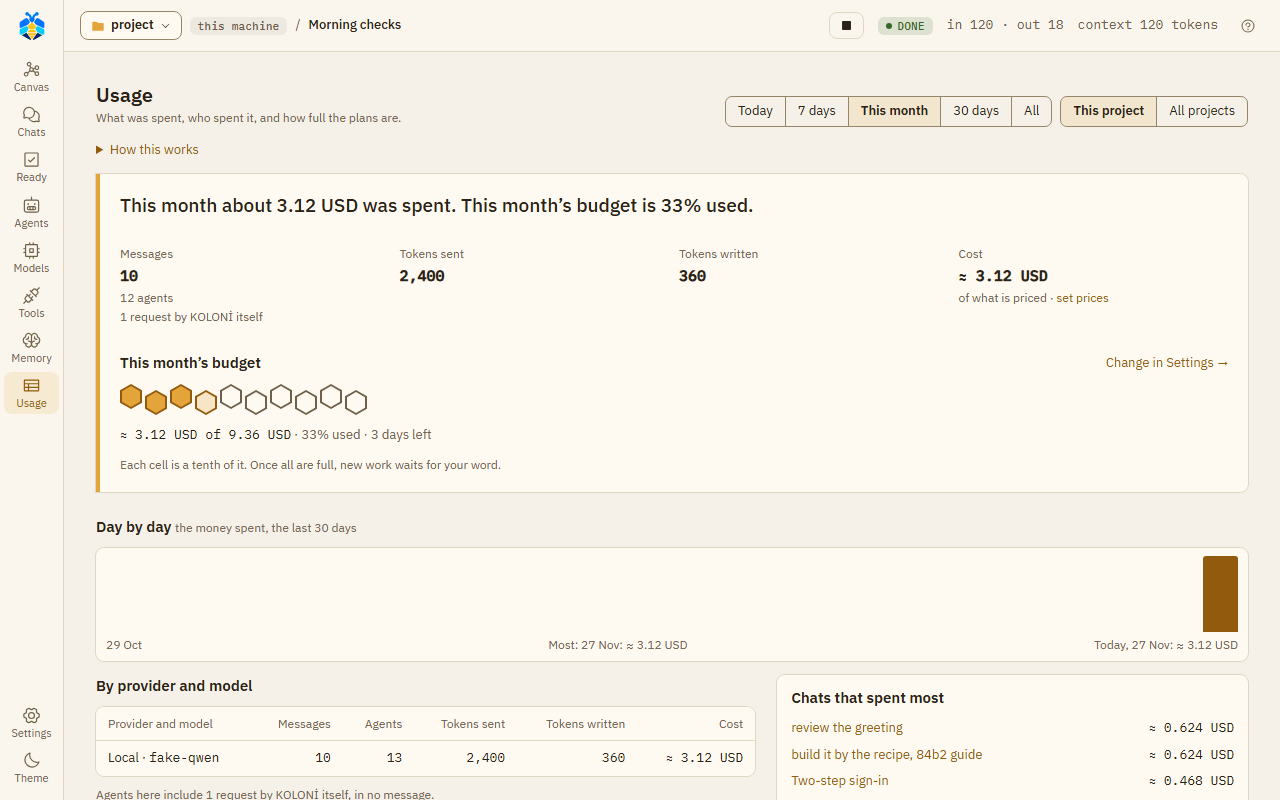 project
this machine / Morning checks
DONE
in 120 · out 18
context 120 tokens
Canvas
Chats
Ready
Agents
Models
Tools
Memory
Usage
Settings
Theme
Usage
What was spent, who spent it, and how full the plans are.
Today
7 days
This month
30 days
All
This project
All projects
How this works
This month about 3.12 USD was spent. This month’s budget is 33% used.
Messages
10
12 agents
1 request by KOLONİ itself
Tokens sent
2,400
Tokens written
360
Cost
≈ 3.12 USD
of what is priced · set prices
This month’s budget
Change in Settings →
≈ 3.12 USD of 9.36 USD · 33% used · 3 days left
Each cell is a tenth of it. Once all are full, new work waits for your word.
Day by day the money spent, the last 30 days
29 Oct
Most: 27 Nov: ≈ 3.12 USD
Today, 27 Nov: ≈ 3.12 USD
By provider and model
Provider and model Messages Agents Tokens sent Tokens written Cost
Local · fake-qwen 10 13 2,400 360 ≈ 3.12 USD
Agents here include 1 request by KOLONİ itself, in no message.
Chats that spent most
review the greeting ≈ 0.624 USD
build it by the recipe, 84b2 guide ≈ 0.624 USD
Two-step sign-in ≈ 0.468 USD